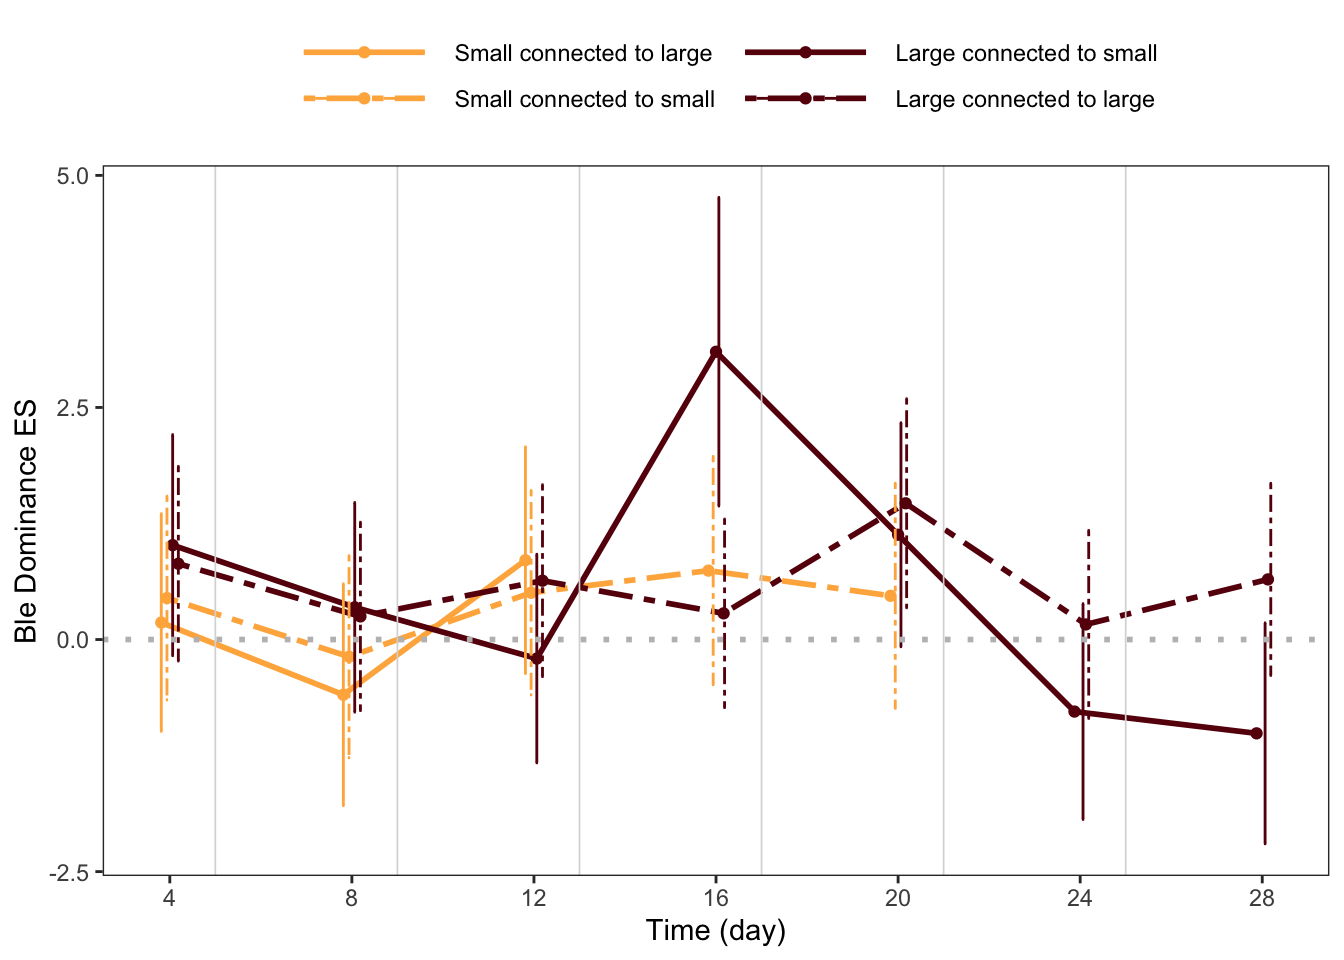 Small connected to large
Large connected to small
Small connected to small
Large connected to large
5.0
2.5
0.0
-2.5
Ble Dominance ES
4
8
12
16
20
24
28
Time (day)